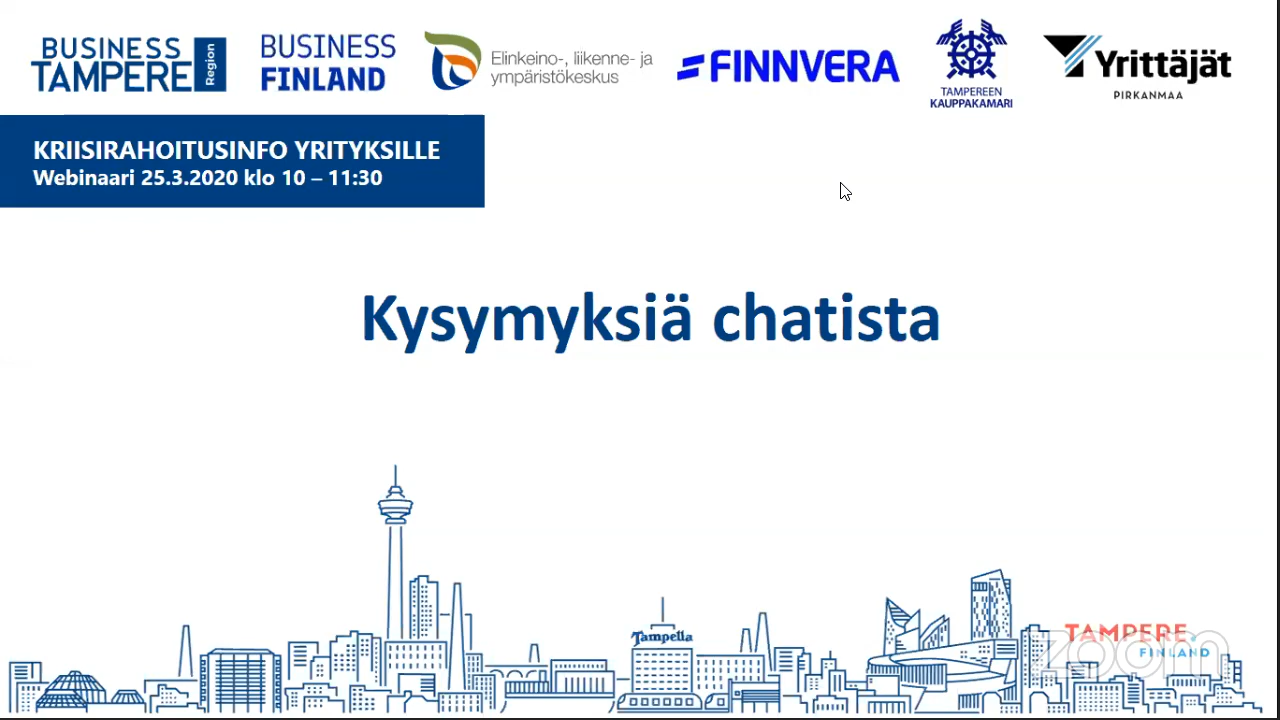 BUSINESS
TAMPERE
Region
BUSINESS
FINLAND
Elinkeino-, liikenne- ja
ympäristökeskus
FINNVERA
TAMPEREEN
KAUPPAKAMARI
Yrittäjät
PIRKANMAA
KRIISIRAHOITUSINFO YRITYKSILLE
Webinaari 25.3.2020 klo 10 – 11:30
Kysymyksiä chatista
Tampella
TAMPERE.
FINLAND
zoom